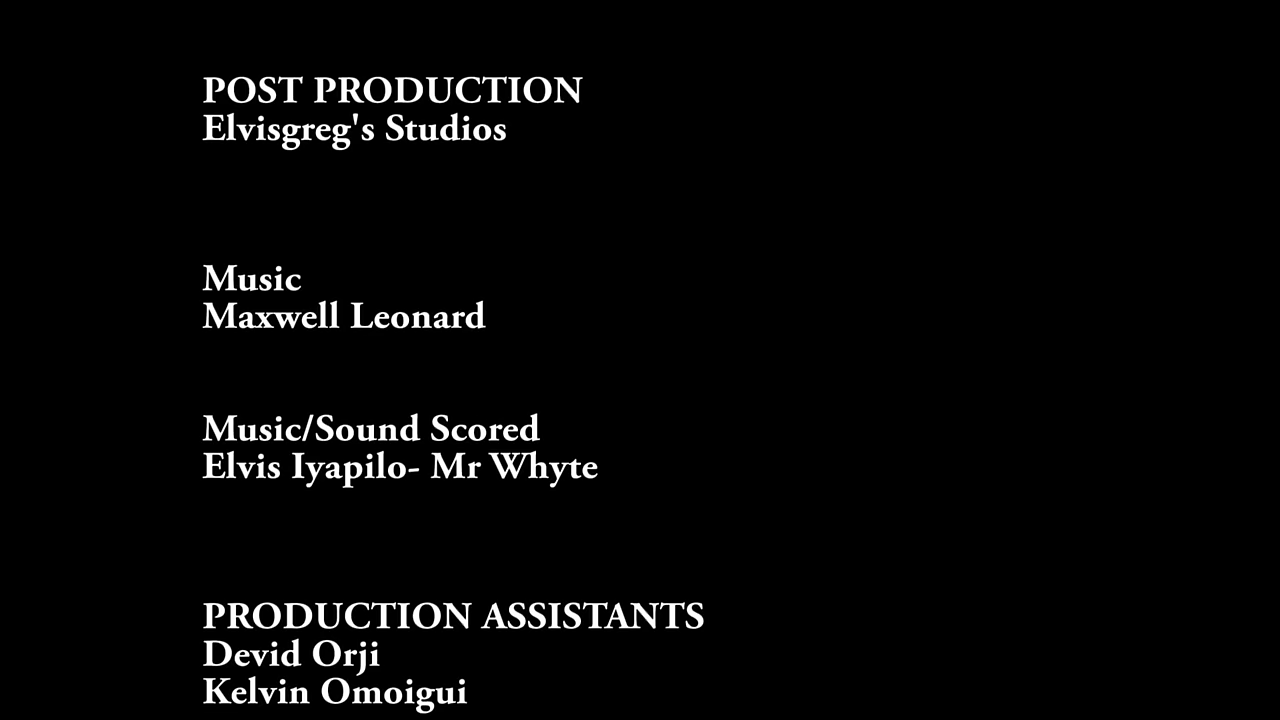 POST PRODUCTION
Elvisgreg's Studios
Music
Maxwell Leonard
Music/Sound Scored
Elvis Iyapilo- Mr Whyte
PRODUCTION ASSISTANTS
Devid Orji
Kelvin Omoigui